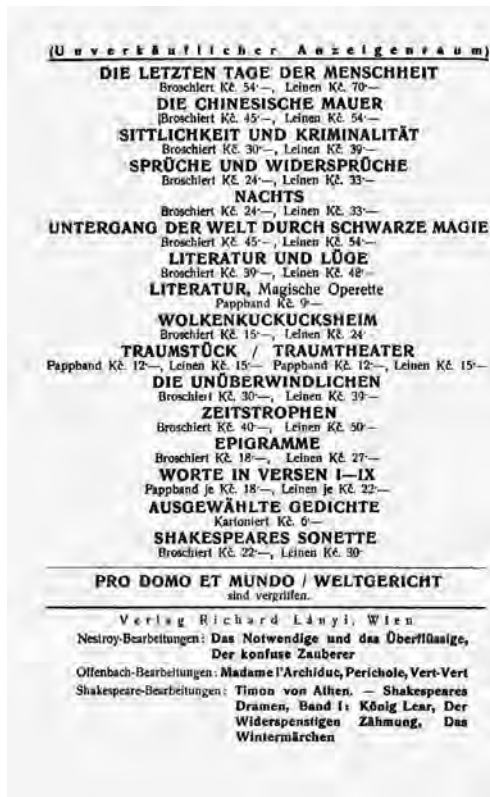 (Unverkäuflicher Anzeigenraum)
DIE LETZTEN TAGE DER MENSCHHEIT
Broschiert Kč. 54·—, Leinen Kč. 70·—
DIE CHINESISCHE MAUER
Broschiert Kč. 45·—, Leinen Kč. 54·—
SITTLICHKEIT UND KRIMINALITÄT
Broschiert Kč. 30·—, Leinen Kč. 39·—
SPRÜCHE UND WIDERSPRÜCHE
Broschiert Kč. 24·—, Leinen Kč. 33·—
NACHTS
Broschiert Kč. 24·—, Leinen Kč. 33·—
UNTERGANG DER WELT DURCH SCHWARZE MAGIE
Broschiert Kč. 45·—, Leinen Kč. 54·—
LITERATUR UND LÜGE
Broschiert Kč. 39·—, Leinen Kč. 48·—
LITERATUR, Magische Operette
Pappband Kč. 9·—
WOLKENKUCKUCKSHEIM
Broschiert Kč. 15·—, Leinen Kč. 24·
TRAUMSTÜCK / TRAUMTHEATER
Pappband Kč. 12·—, Leinen Kč. 15·— Pappband Kč. 12·—, Leinen Kč. 15·—
DIE UNÜBERWINDLICHEN
Broschiert Kč. 30·—, Leinen Kč. 39·—
ZEITSTROPHEN
Broschiert Kč. 40·—, Leinen Kč. 50·—
EPIGRAMME
Broschiert Kč. 18·—, Leinen Kč. 27·—
WORTE IN VERSEN I—IX
Pappband je Kč. 18·—, Leinen je Kč. 22·—
AUSGEWÄHLTE GEDICHTE
Kartoniert Kč. 6·—
SHAKESPEARES SONETTE
Broschiert Kč. 22·—, Leinen Kč. 30·
PRO DOMO ET MUNDO / WELTGERICHT
sind vergriffen.
Verlag Richard Lányi, Wien
Nestroy-Bearbeitungen: Das Notwendige und das Überflüssige,
Der konfuse Zauberer
Offenbach-Bearbeitungen: Madame l'Archiduc, Perichole, Vert-Vert
Shakespeare-Bearbeitungen: Timon von Athen. — Shakespeares
Dramen, Band I: König Lear, Der
Widerspenstigen Zähmung, Das
Wintermärchen